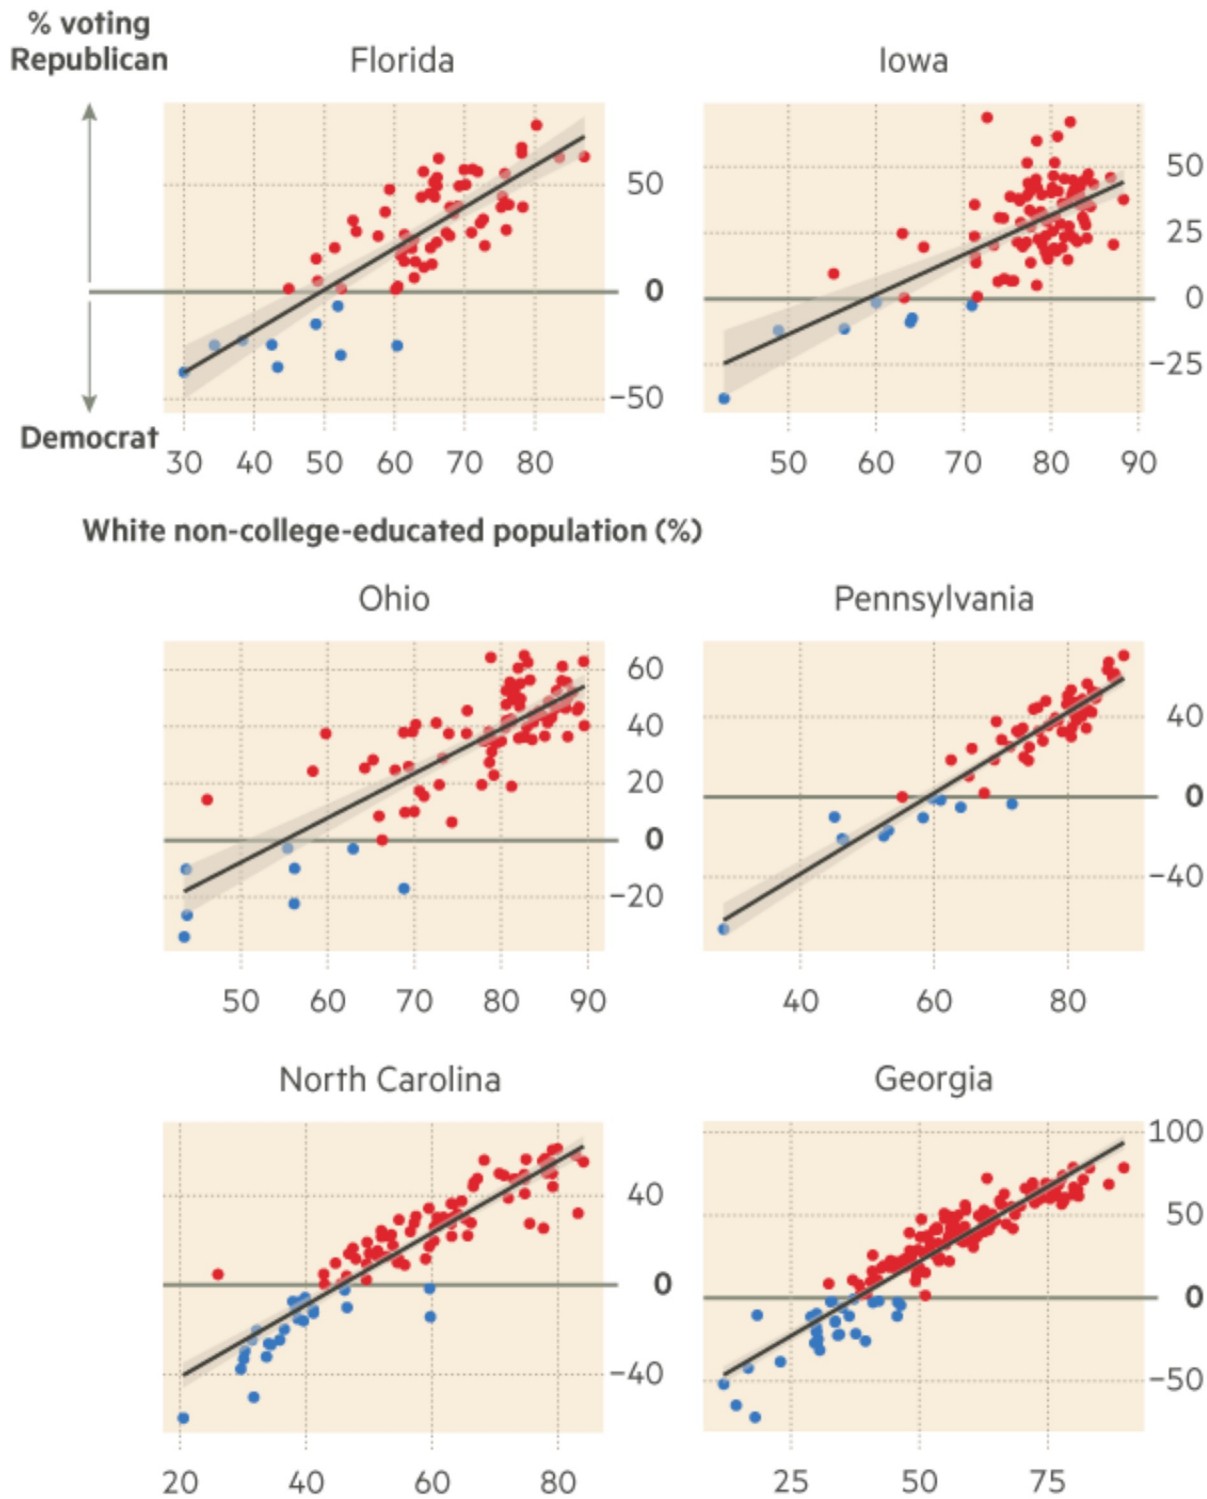 % voting
Republican
Florida
Iowa
50
0
−50
50
25
0
−25
Democrat
30 40 50 60 70 80
50 60 70 80 90
White non-college-educated population (%)
Ohio
Pennsylvania
60
40
20
0
−20
40
0
−40
50 60 70 80 90
40 60 80
North Carolina
Georgia
40
0
−40
100
50
0
−50
20 40 60 80
25 50 75